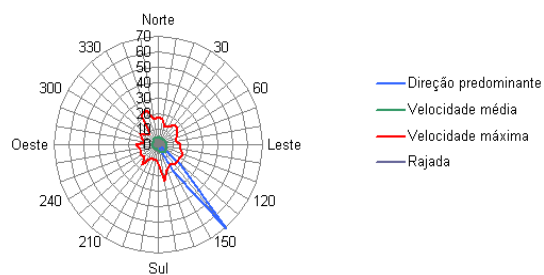 Norte
330
30
300
60
70
60
50
40
30
20
10
0
Oeste
Leste
240
120
210
150
Sul
Direção predominante
Velocidade média
Velocidade máxima
Rajada